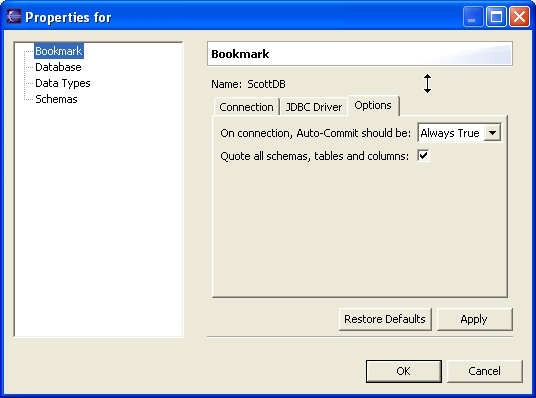 Properties for
Bookmark
Database
Data Types
Schemas
Bookmark
Name: ScottDB
Connection JDBC Driver Options
On connection, Auto-Commit should be: Always True
Quote all schemas, tables and columns:
Restore Defaults Apply
OK Cancel